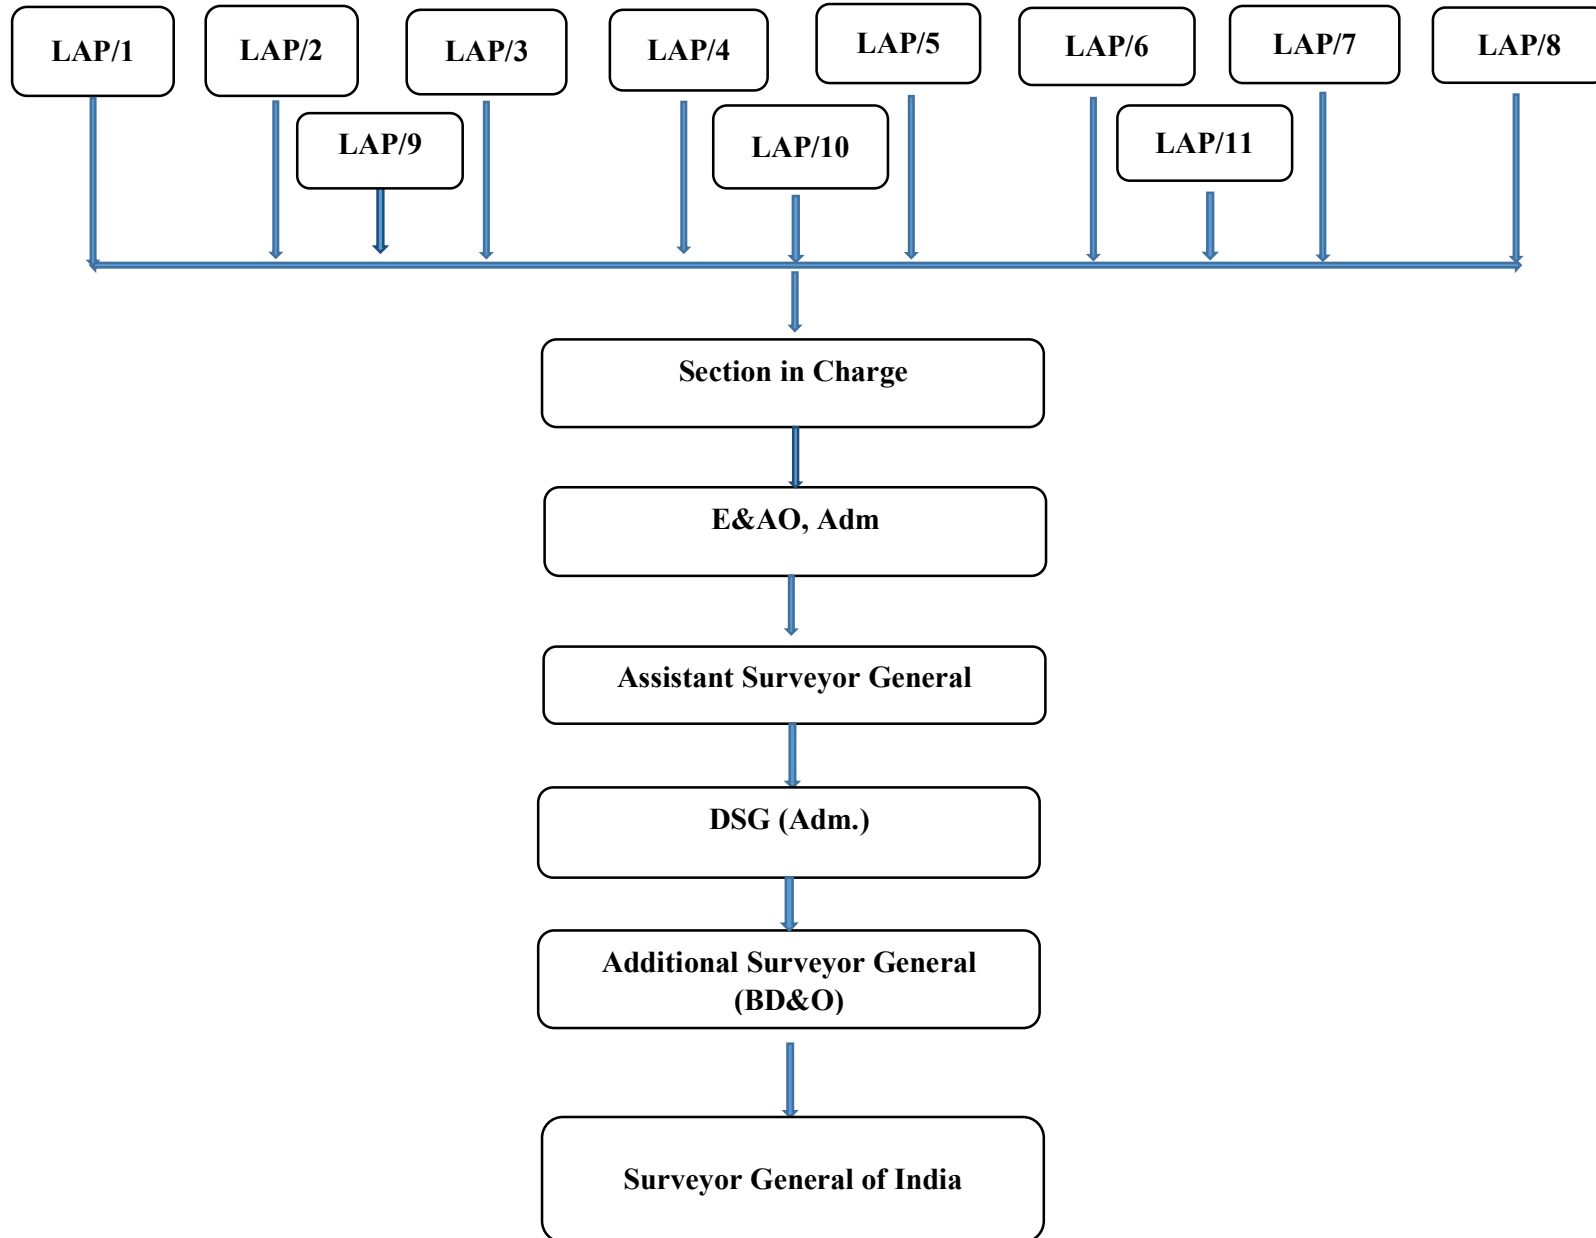 LAP/1
LAP/2
LAP/3
LAP/4
LAP/5
LAP/6
LAP/7
LAP/8
LAP/9
LAP/10
LAP/11
Section in Charge
E&AO, Adm
Assistant Surveyor General
DSG (Adm.)
Additional Surveyor General
(BD&O)
Surveyor General of India